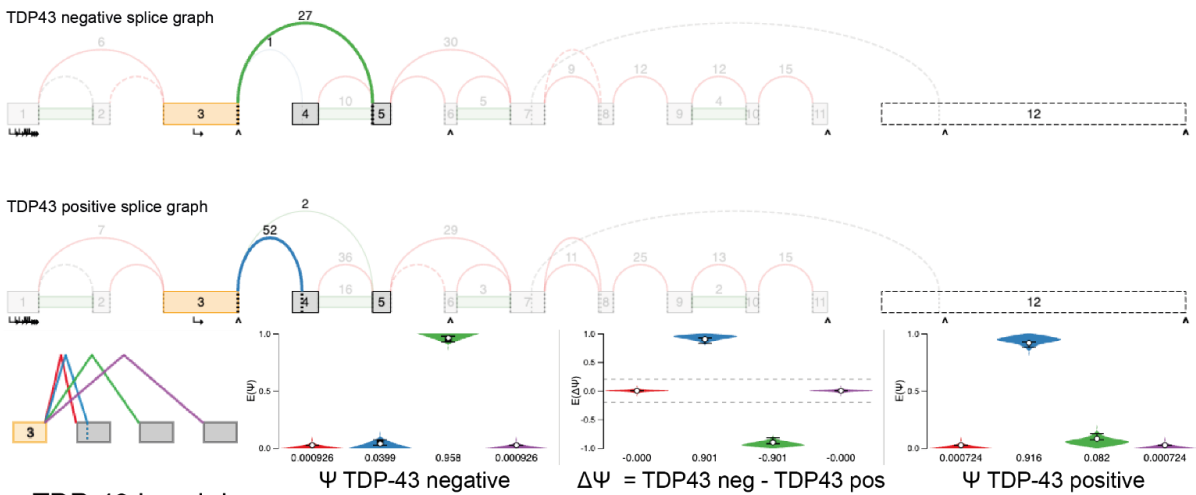 TDP43 negative splice graph
27
6 1 30
9 12 12 15
10 5 4
1 2 3 4 5 6 7 8 9 10 11 12
TDP43 positive splice graph
2
7 52 29
36 11 25 13 15
16 3 2
1 2 3 4 5 6 7 8 9 10 11 12
3
E(Ψ)
1.0
0.5
0.0
0.000926 0.0399 0.958 0.000926
Ψ TDP-43 negative
E(ΔΨ)
1.0
0.5
0.0
-0.5
-1.0
-0.000 0.901 -0.901 -0.000
ΔΨ = TDP43 neg - TDP43 pos
E(Ψ)
1.0
0.5
0.0
0.000724 0.916 0.082 0.000724
Ψ TDP-43 positive